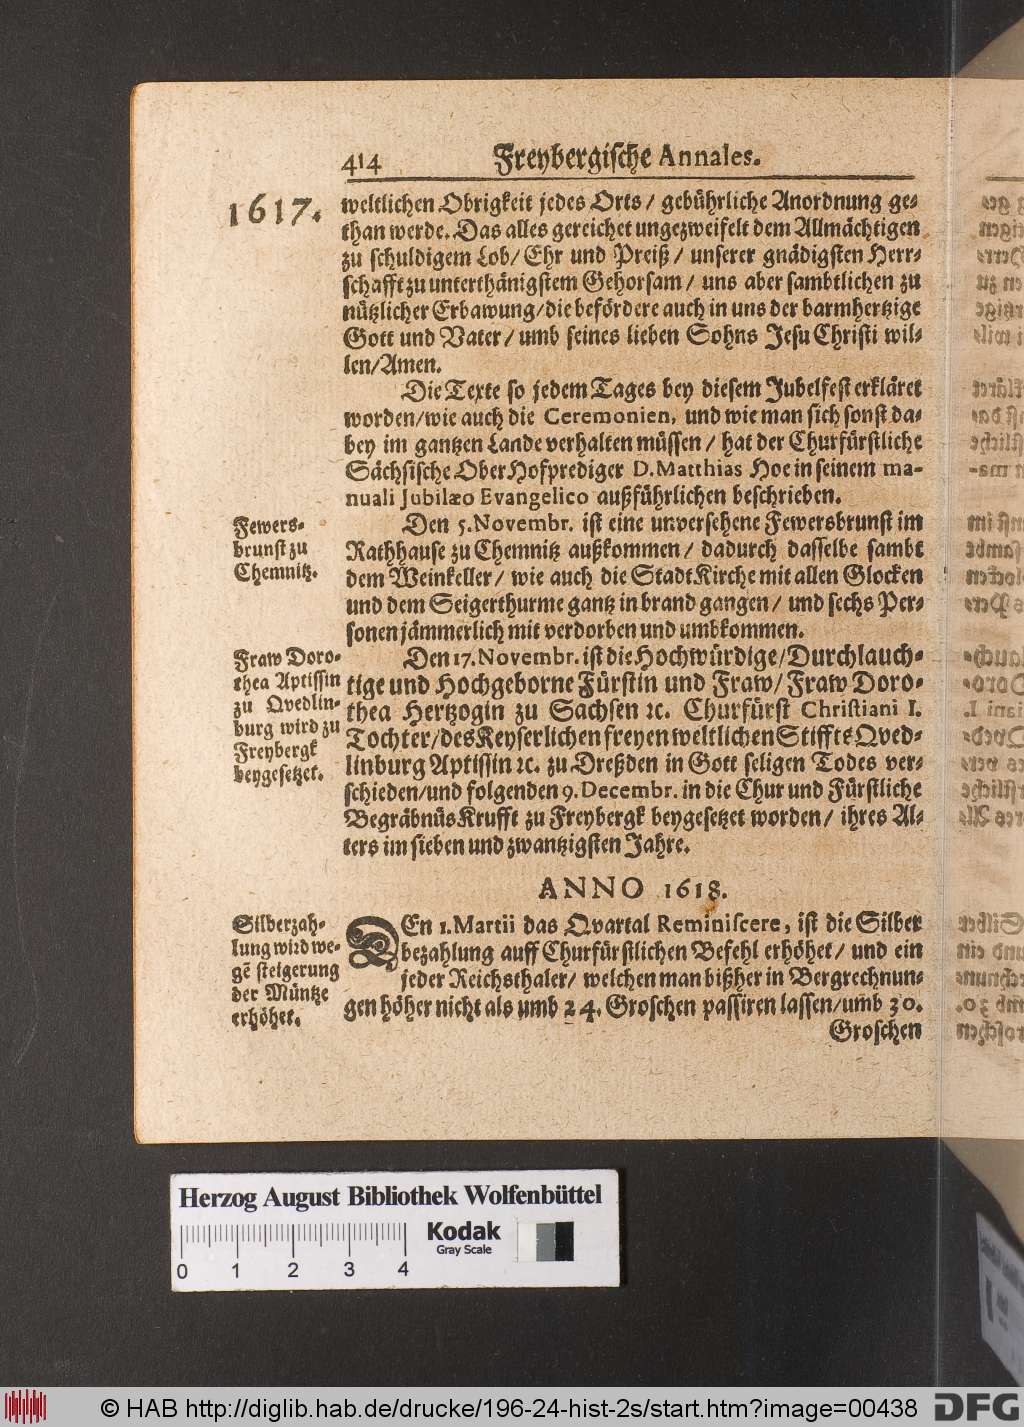 414 Freybergische Annales.
1617.
weltlichen Obrigkeit jedes Orts / gebührliche Anordnung ge-
than werde. Das alles gereichet ungezweifelt dem Allmächtigen
zu schuldigem Lob/ Ehr und Preiß / unserer gnädigsten Herr-
schafft zu unterthänigstem Gehorsam / uns aber sambtlichen zu
nützlicher Erbawung/die befördere auch in uns der barmhertzige
Gott und Vater / umb seines lieben Sohns Jesu Christi wil-
len/Amen.
Die Texte so jedem Tages bey diesem Jubelfest erkläret
worden/wie auch die Ceremonien, und wie man sich sonst da-
bey im gantzen Lande verhalten müssen / hat der Churfürstliche
Sächsische Ober Hofprediger D. Matthias Hoe in seinem ma-
nuali Jubilæo Evangelico außführlichen beschrieben.
Fewers-
brunst zu
Chemnitz.
Den 5. Novembr. ist eine unversehene Fewersbrunst im
Rathhause zu Chemnitz außkommen / dadurch dasselbe sambt
dem Weinkeller / wie auch die StadtKirche mit allen Glocken
und dem Seigerthurme gantz in brand gangen / und sechs Per-
sonen jämmerlich mit verdorben und umbkommen.
Fraw Doro-
thea Aptissin
zu Qvedlin-
burg wird zu
Freybergk
beygesetzet.
Den 17. Novembr. ist die Hochwürdige/Durchlauch-
tige und Hochgeborne Fürstin und Fraw/ Fraw Doro-
thea Hertzogin zu Sachsen ꝛc. Churfürst Christiani I.
Tochter/des Keyserlichen freyen weltlichen Stiffts Qved-
linburg Aptissin ꝛc. zu Dreßden in Gott seligen Todes ver-
schieden/und folgenden 9. Decembr. in die Chur und Fürstliche
BegräbnüsKrufft zu Freybergk beygesetzet worden / ihres Al-
ters im sieben und zwantzigsten Jahre.
ANNO 1618.
Silberzah-
lung wird we-
gẽ steigerung
der Müntze
erhöhet.
DEn 1. Martii das Qvartal Reminiscere, ist die Silber
bezahlung auff Churfürstlichen Befehl erhöhet / und ein
jeder Reichsthaler / welchen man bißher in Bergrechnun-
gen höher nicht als umb 24. Groschen passiren lassen/umb 30.
Groschen
Herzog August Bibliothek Wolfenbüttel
Kodak
Gray Scale
0 1 2 3 4
© HAB http://diglib.hab.de/drucke/196-24-hist-2s/start.htm?image=00438
DFG